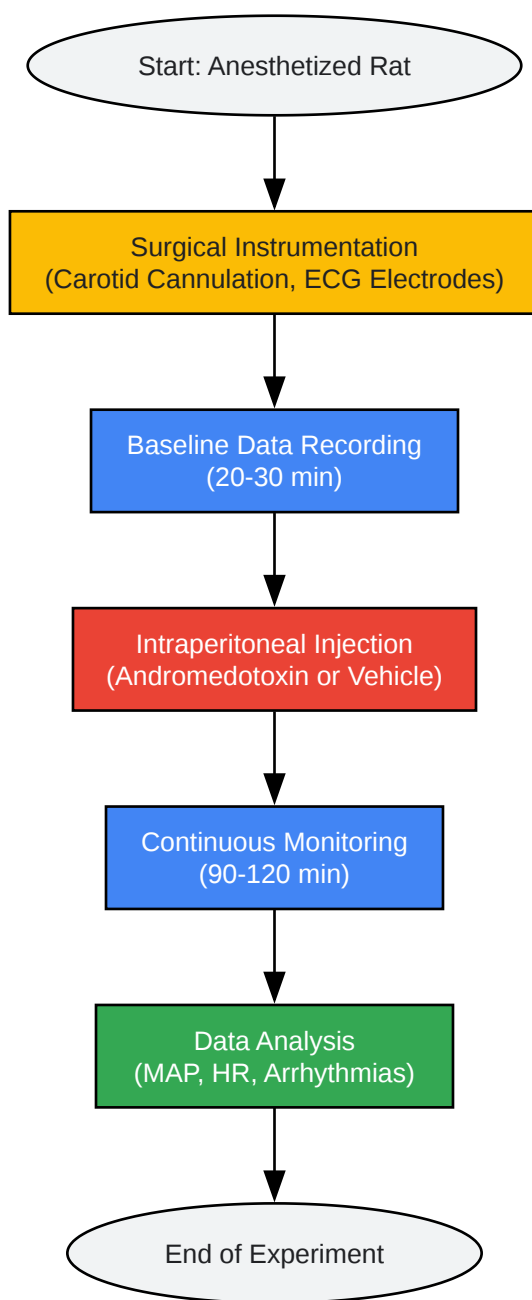 Start: Anesthetized Rat
Surgical Instrumentation
(Carotid Cannulation, ECG Electrodes)
Baseline Data Recording
(20-30 min)
Intraperitoneal Injection
(Andromedotoxin or Vehicle)
Continuous Monitoring
(90-120 min)
Data Analysis
(MAP, HR, Arrhythmias)
End of Experiment